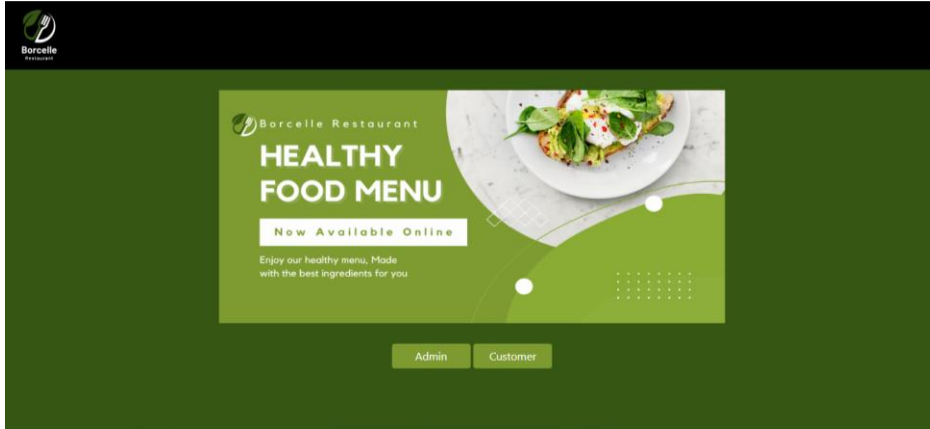 Borcelle
Restaurant
Borcelle Restaurant
HEALTHY
FOOD MENU
Now Available Online
Enjoy our healthy menu, Made
with the best ingredients for you
Admin
Customer